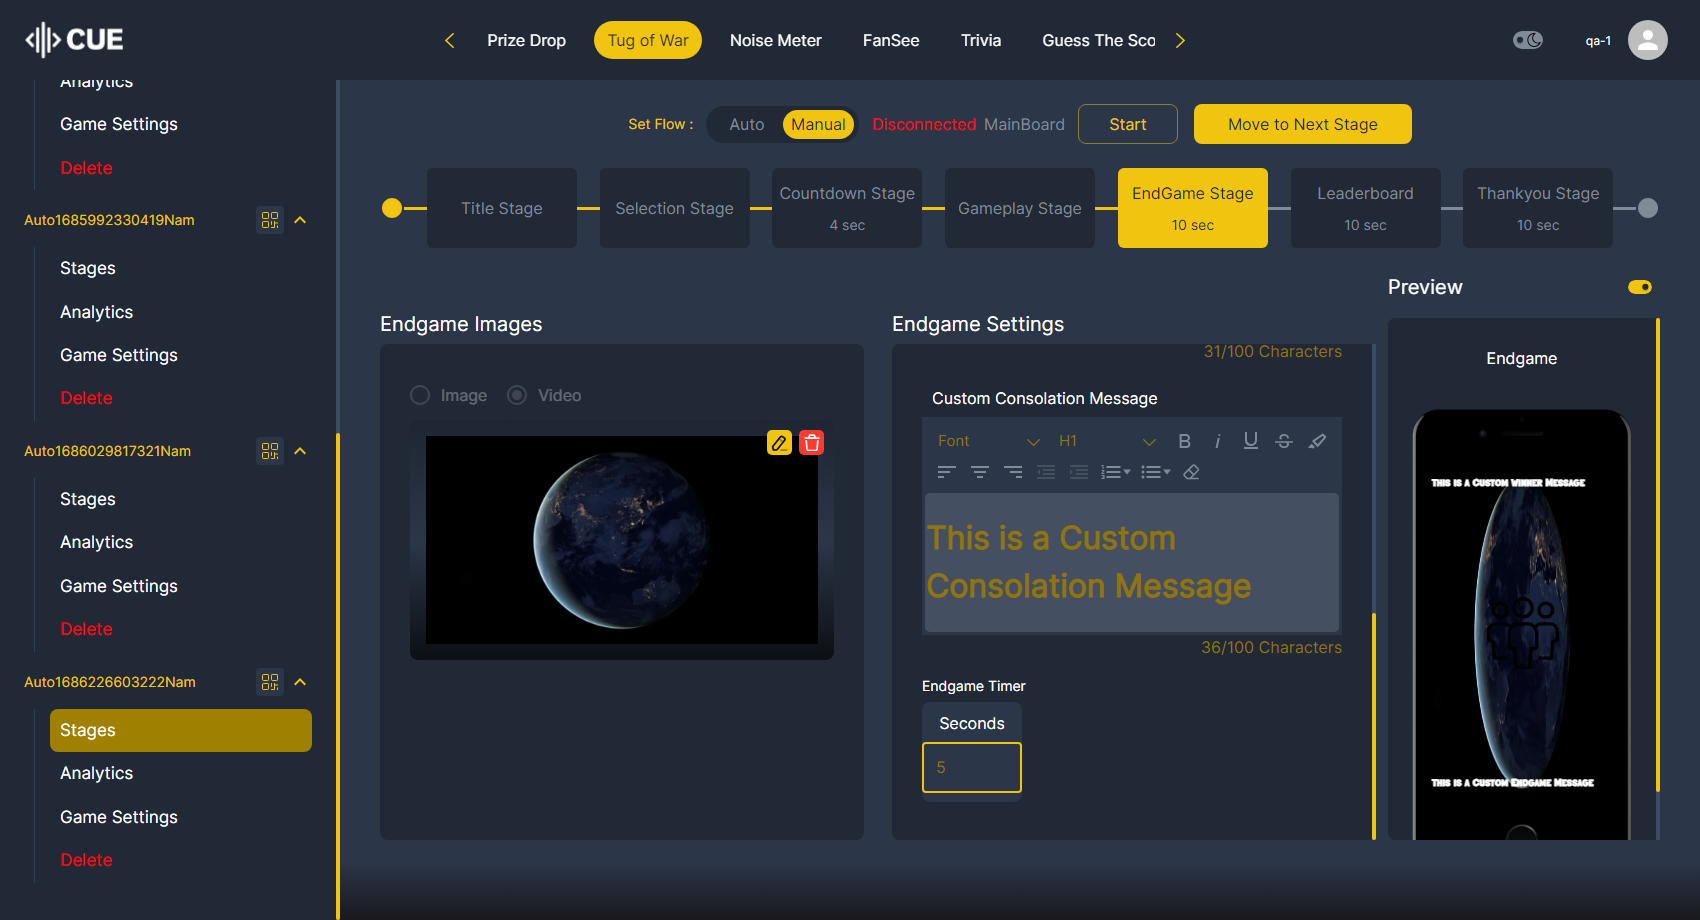 CUE
Prize Drop
Tug of War
Noise Meter
FanSee
Trivia
Guess The Sco
qa-1
Analytics
Game Settings
Delete
Auto1685992330419Nam
Stages
Analytics
Game Settings
Delete
Auto1686029817321Nam
Stages
Analytics
Game Settings
Delete
Auto1686226603222Nam
Stages
Analytics
Game Settings
Delete
Set Flow :
Auto
Manual
Disconnected MainBoard
Start
Move to Next Stage
Title Stage
Selection Stage
Countdown Stage
4 sec
Gameplay Stage
EndGame Stage
10 sec
Leaderboard
10 sec
Thankyou Stage
10 sec
Endgame Images
Image
Video
Endgame Settings
31/100 Characters
Custom Consolation Message
Font
H1
B
i
U
S
This is a Custom
Consolation Message
36/100 Characters
Endgame Timer
Seconds
5
Preview
Endgame
This is a Custom Winner Message
This is a Custom Endgame Message